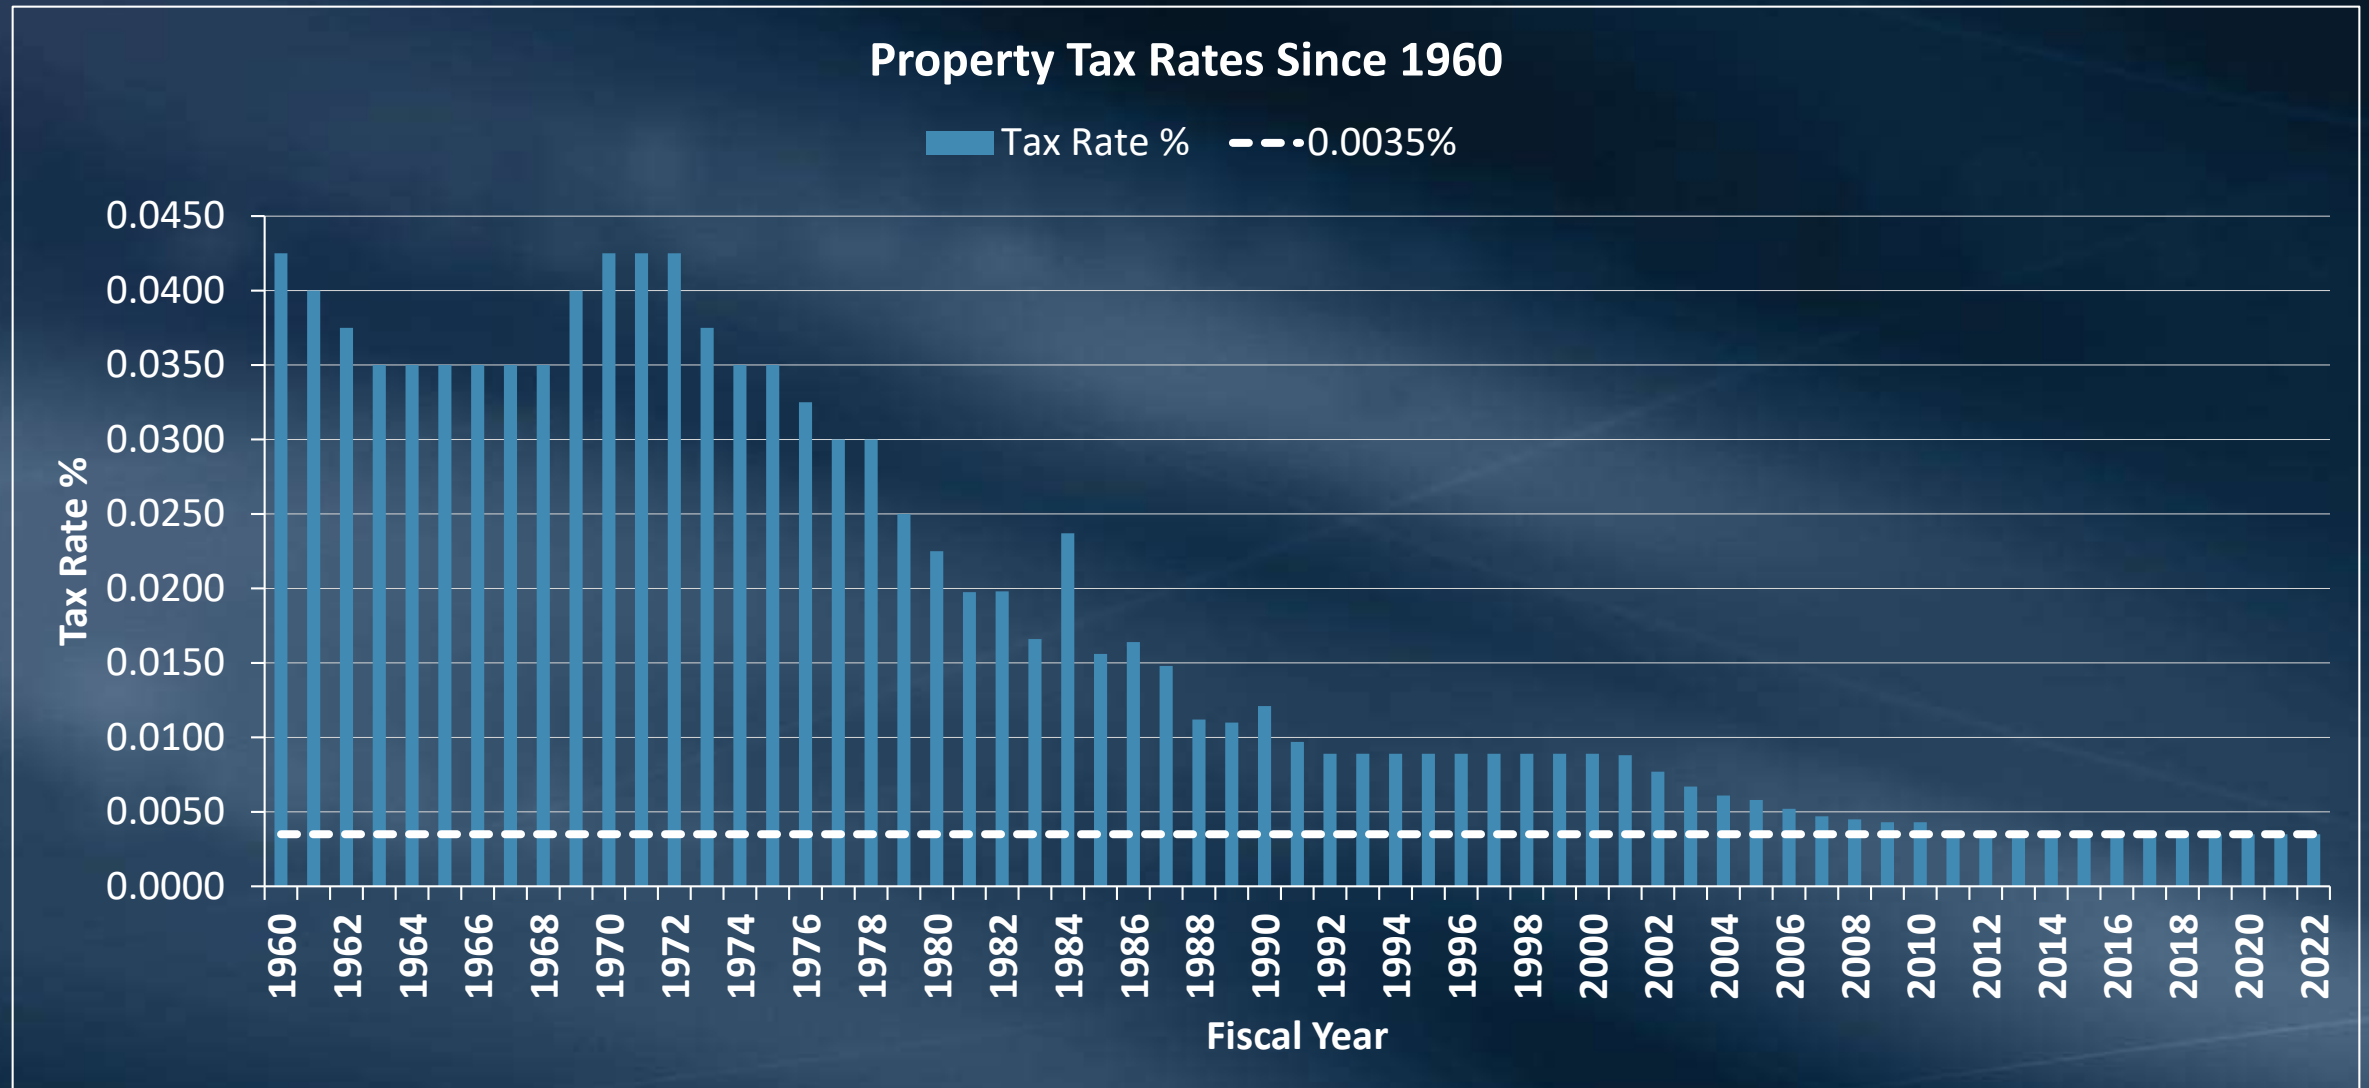 Property Tax Rates Since 1960
Tax Rate % 0.0035%
0.0450
0.0400
0.0350
0.0300
0.0250
0.0200
0.0150
0.0100
0.0050
0.0000
Tax Rate %
1960 1962 1964 1966 1968 1970 1972 1974 1976 1978 1980 1982 1984 1986 1988 1990 1992 1994 1996 1998 2000 2002 2004 2006 2008 2010 2012 2014 2016 2018 2020 2022
Fiscal Year